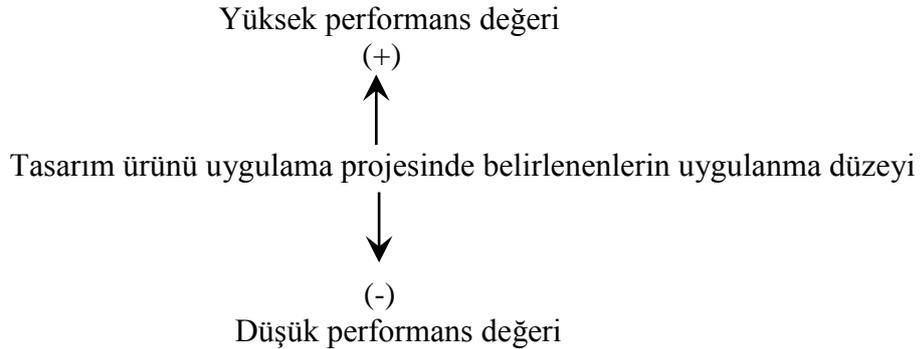 Yüksek performans değeri
(+)
Tasarım ürünü uygulama projesinde belirlenenlerin uygulanma düzeyi
(-)
Düşük performans değeri